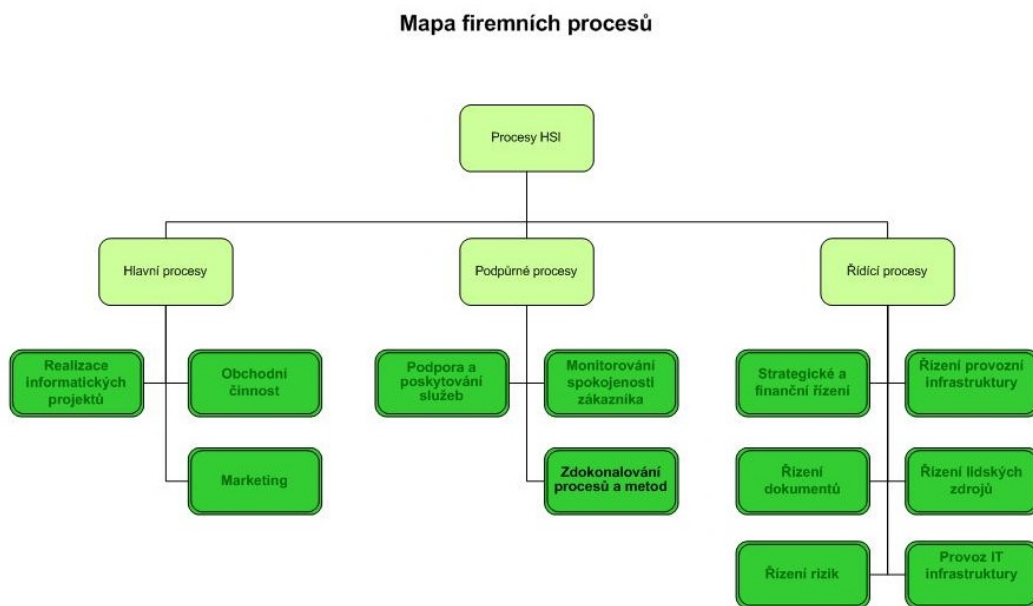 Mapa firemních procesů
Procesy HSI
Hlavní procesy
Podpůrné procesy
Řídící procesy
Realizace
informatických
projektů
Obchodní
činnost
Podpora a
poskytování
služeb
Monitorování
spokojenosti
zákazníka
Strategické a
finanční řízení
Řízení provozní
infrastruktury
Marketing
Zdokonalování
procesů a metod
Řízení
dokumentů
Řízení lidských
zdrojů
Řízení rizik
Provoz IT
infrastruktury